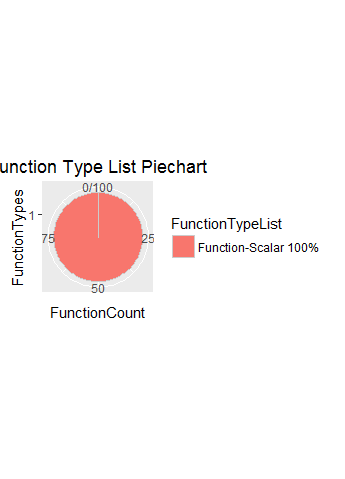 unction Type List Piechart
0/100
FunctionTypes
1
75
25
50
FunctionCount
FunctionTypeList
Function-Scalar 100%